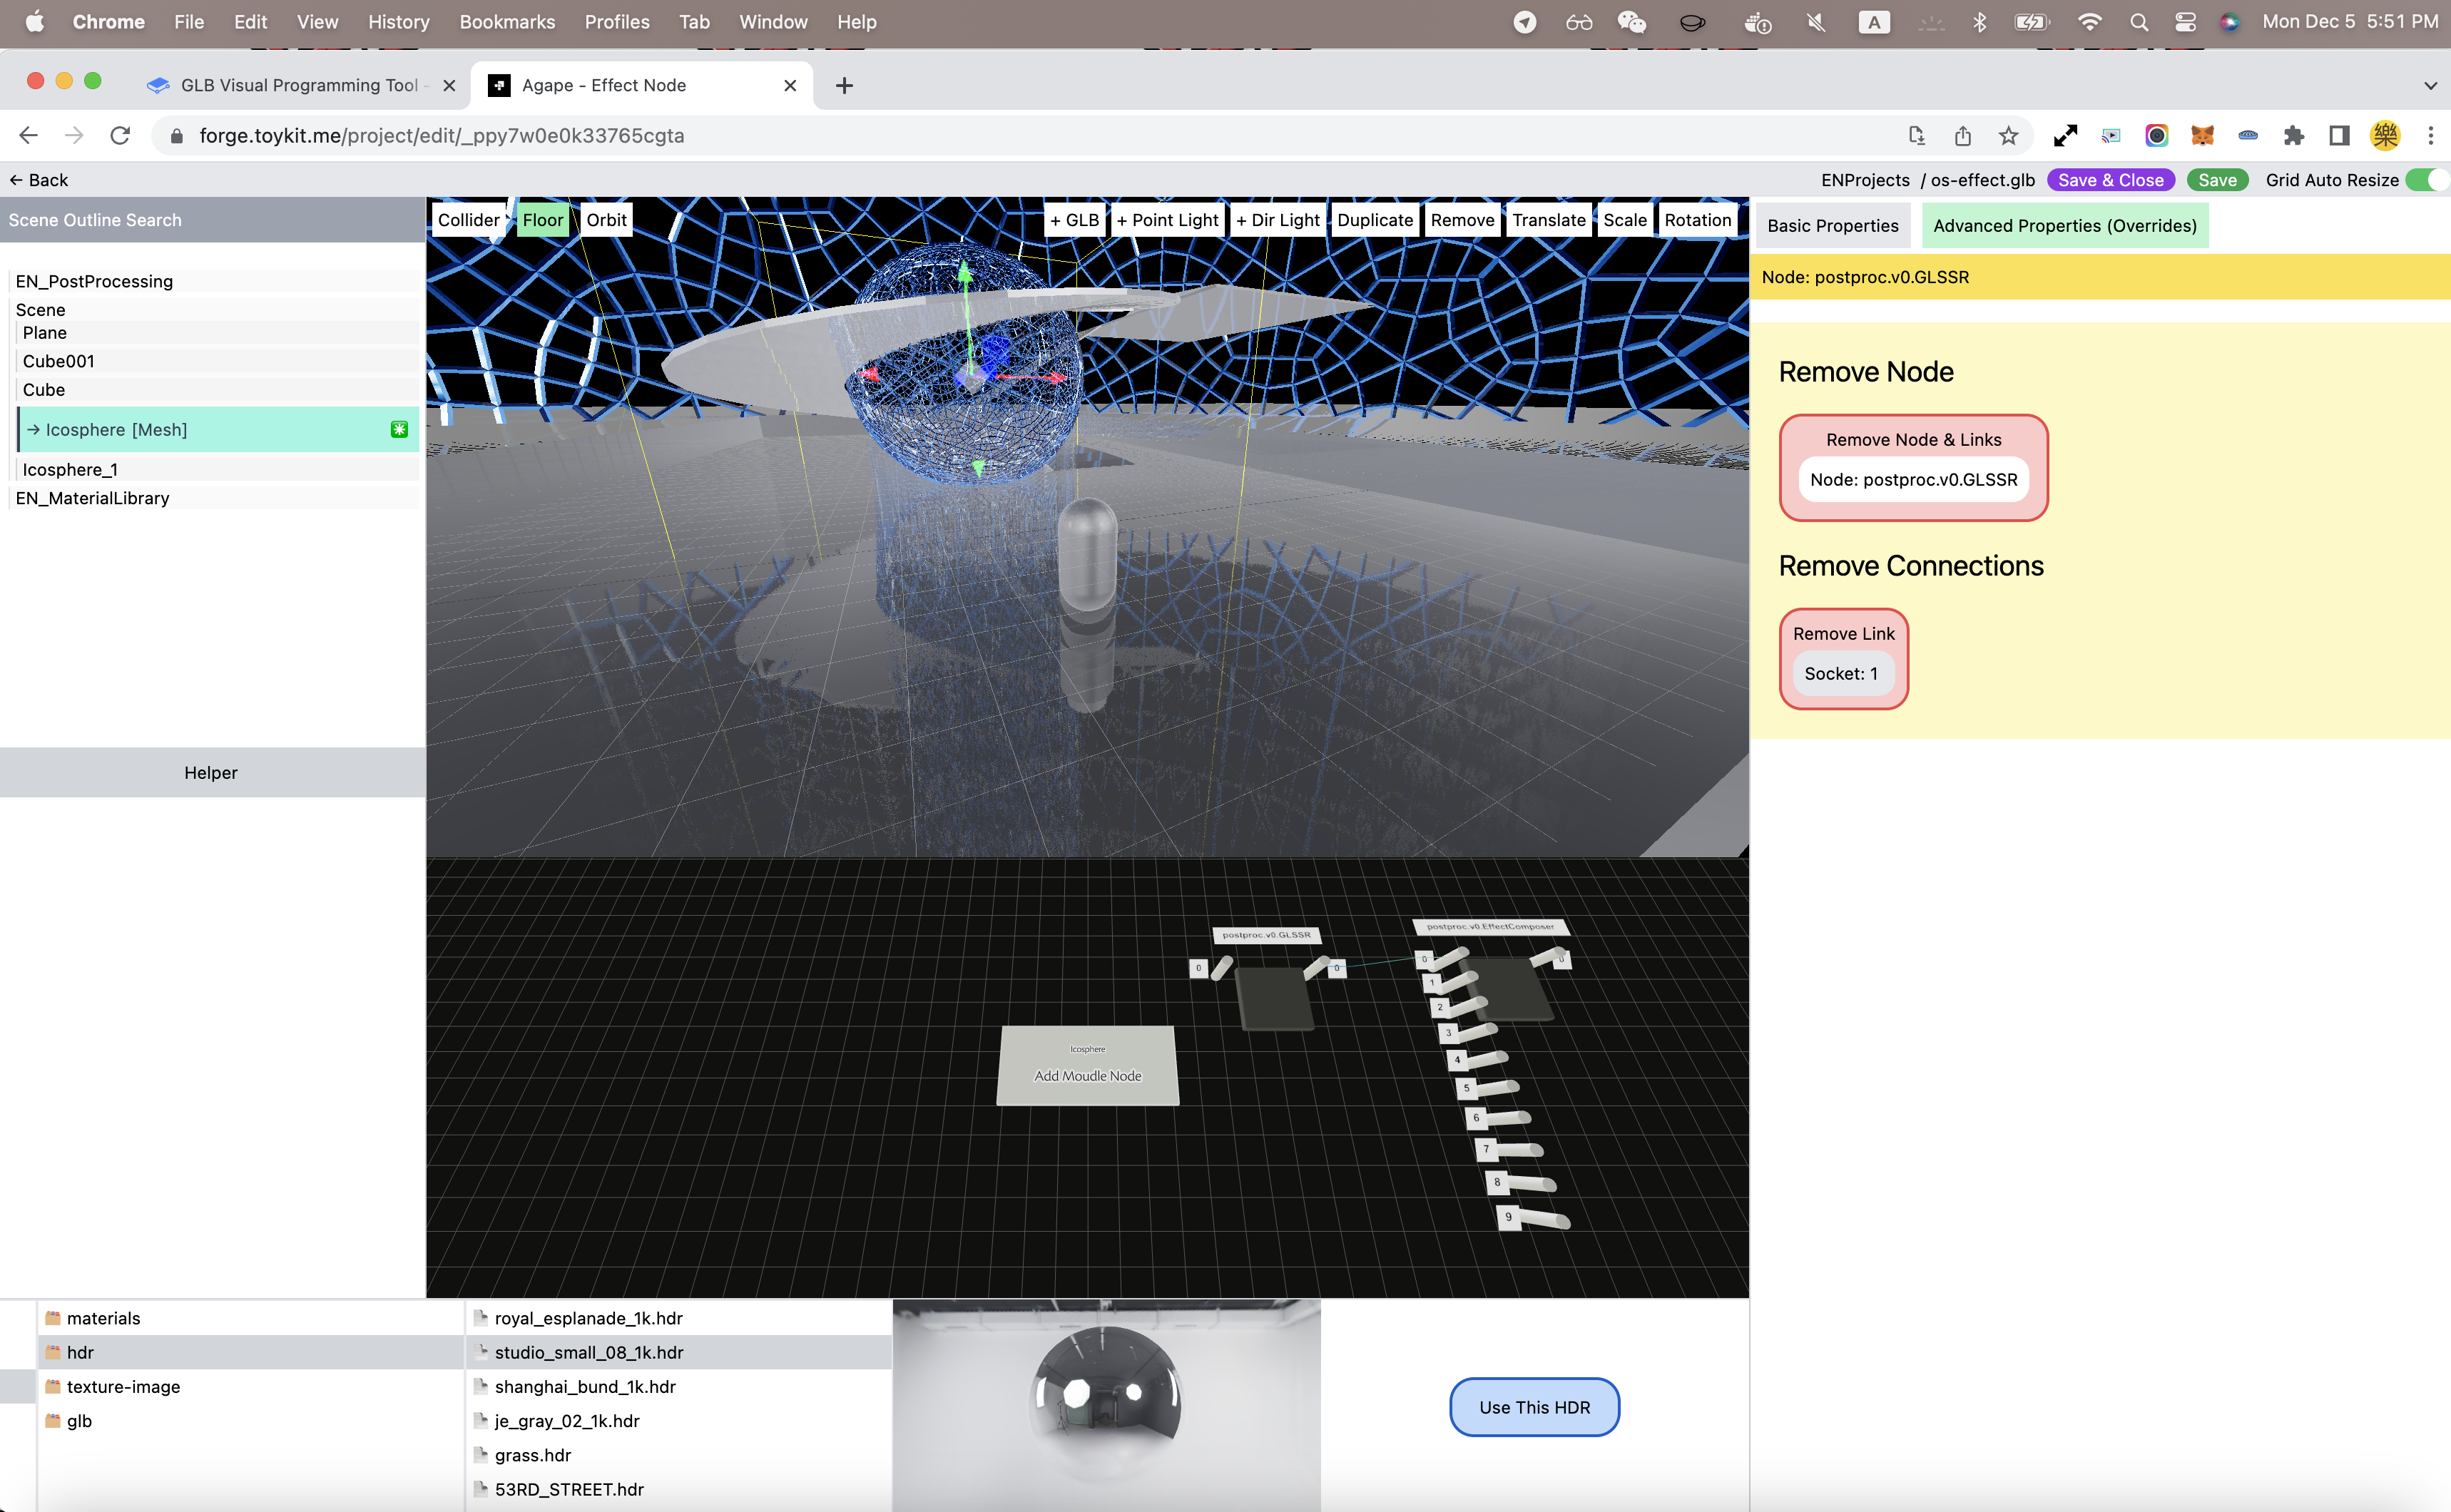 Chrome File Edit View History Bookmarks Profiles Tab Window Help
A
Mon Dec 5 5:51 PM
GLB Visual Programming Tool -
Agape - Effect Node
forge.toykit.me/project/edit/_ppy7w0e0k33765cgta
樂
← Back
ENProjects / os-effect.glb
Save & Close
Save
Grid Auto Resize
Scene Outline Search
EN_PostProcessing
Scene
Plane
Cube001
Cube
→ Icosphere [Mesh]
Icosphere_1
EN_MaterialLibrary
Helper
Collider
Floor
Orbit
+ GLB
+ Point Light
+ Dir Light
Duplicate
Remove
Translate
Scale
Rotation
postproc.v0.GLSSR
0
0
postproc.v0.EffectComposer
0
0
1
2
3
4
5
6
7
8
9
Icosphere
Add Moudle Node
Basic Properties
Advanced Properties (Overrides)
Node: postproc.v0.GLSSR
Remove Node
Remove Node & Links
Node: postproc.v0.GLSSR
Remove Connections
Remove Link
Socket: 1
materials
hdr
texture-image
glb
royal_esplanade_1k.hdr
studio_small_08_1k.hdr
shanghai_bund_1k.hdr
je_gray_02_1k.hdr
grass.hdr
53RD_STREET.hdr
Use This HDR